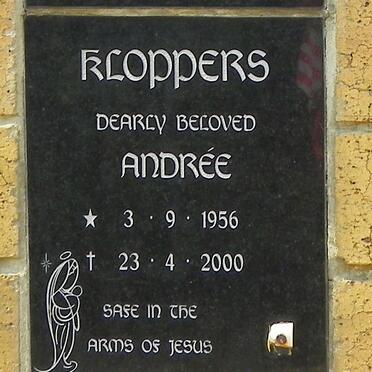 KLOPPERS
DEARLY BELOVED
ANDRÉE
★ 3 · 9 · 1956
† 23 · 4 · 2000
SAFE IN THE
ARMS OF JESUS